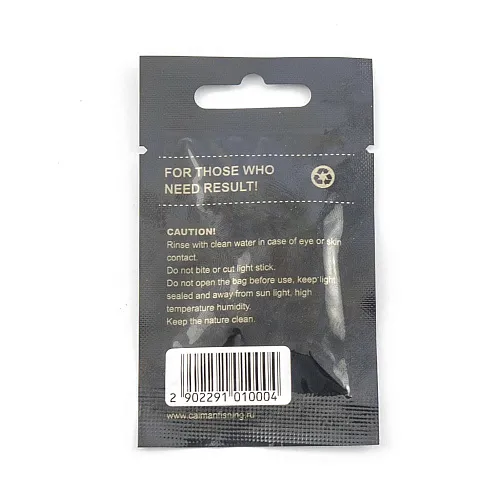 FOR THOSE WHO
NEED RESULT!
CAUTION!
Rinse with clean water in case of eye or skin
contact.
Do not bite or cut light stick.
Do not open the bag before use, keep light
sealed and away from sun light, high
temperature humidity.
Keep the nature clean.
2 902291 010004
www.caimanfishing.ru